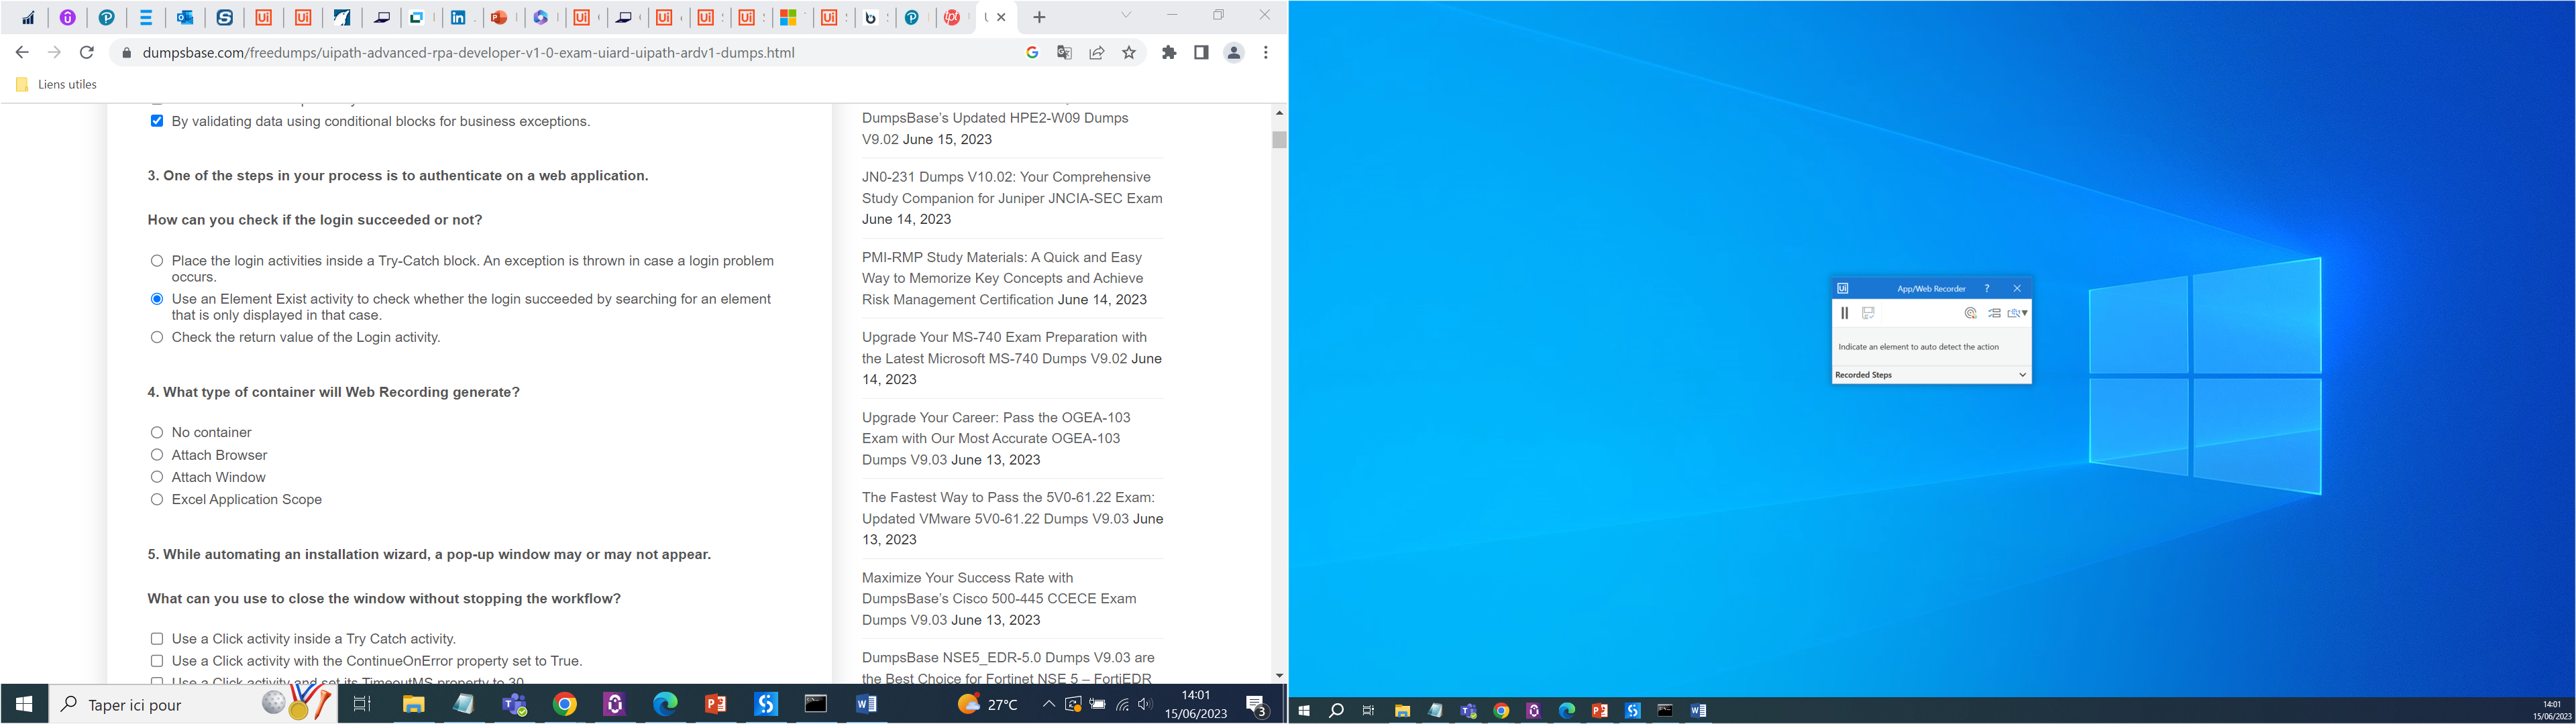 dumpsbase.com/freedumps/uipath-advanced-rpa-developer-v1-0-exam-uiard-uipath-ardv1-dumps.html
Liens utiles
By validating data using conditional blocks for business exceptions.
3. One of the steps in your process is to authenticate on a web application.
How can you check if the login succeeded or not?
Place the login activities inside a Try-Catch block. An exception is thrown in case a login problem
occurs.
Use an Element Exist activity to check whether the login succeeded by searching for an element
that is only displayed in that case.
Check the return value of the Login activity.
4. What type of container will Web Recording generate?
No container
Attach Browser
Attach Window
Excel Application Scope
5. While automating an installation wizard, a pop-up window may or may not appear.
What can you use to close the window without stopping the workflow?
Use a Click activity inside a Try Catch activity.
Use a Click activity with the ContinueOnError property set to True.
Use a Click activity and set its TimeoutMS property to 30
DumpsBase's Updated HPE2-W09 Dumps
V9.02 June 15, 2023
JN0-231 Dumps V10.02: Your Comprehensive
Study Companion for Juniper JNCIA-SEC Exam
June 14, 2023
PMI-RMP Study Materials: A Quick and Easy
Way to Memorize Key Concepts and Achieve
Risk Management Certification June 14, 2023
Upgrade Your MS-740 Exam Preparation with
the Latest Microsoft MS-740 Dumps V9.02 June
14, 2023
Upgrade Your Career: Pass the OGEA-103
Exam with Our Most Accurate OGEA-103
Dumps V9.03 June 13, 2023
The Fastest Way to Pass the 5V0-61.22 Exam:
Updated VMware 5V0-61.22 Dumps V9.03 June
13, 2023
Maximize Your Success Rate with
DumpsBase's Cisco 500-445 CCECE Exam
Dumps V9.03 June 13, 2023
DumpsBase NSE5_EDR-5.0 Dumps V9.03 are
the Best Choice for Fortinet NSE 5 – FortiEDR
App/Web Recorder
Indicate an element to auto detect the action
Recorded Steps
Taper ici pour
27°C
14:01
15/06/2023
3
14:01
15/06/2023